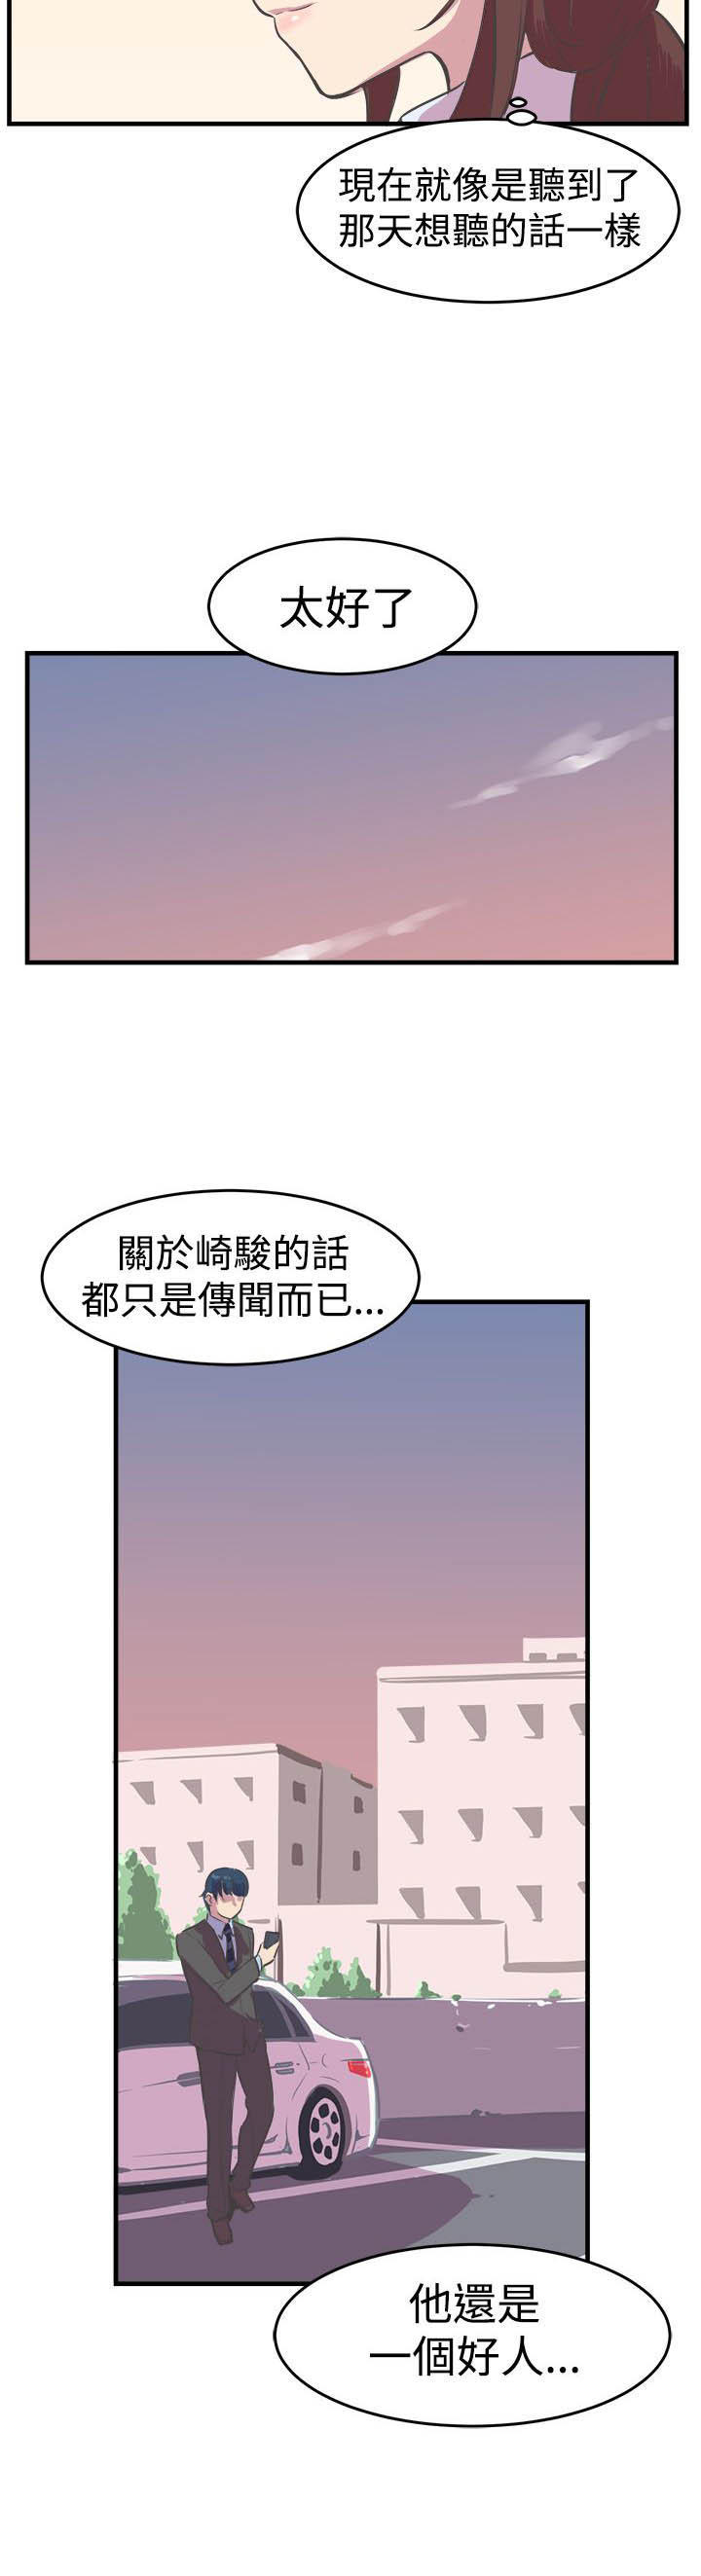 現在就像是聽到了
那天想聽的話一樣
太好了
關於崎駿的話
都只是傳聞而已...
他還是
一個好人...